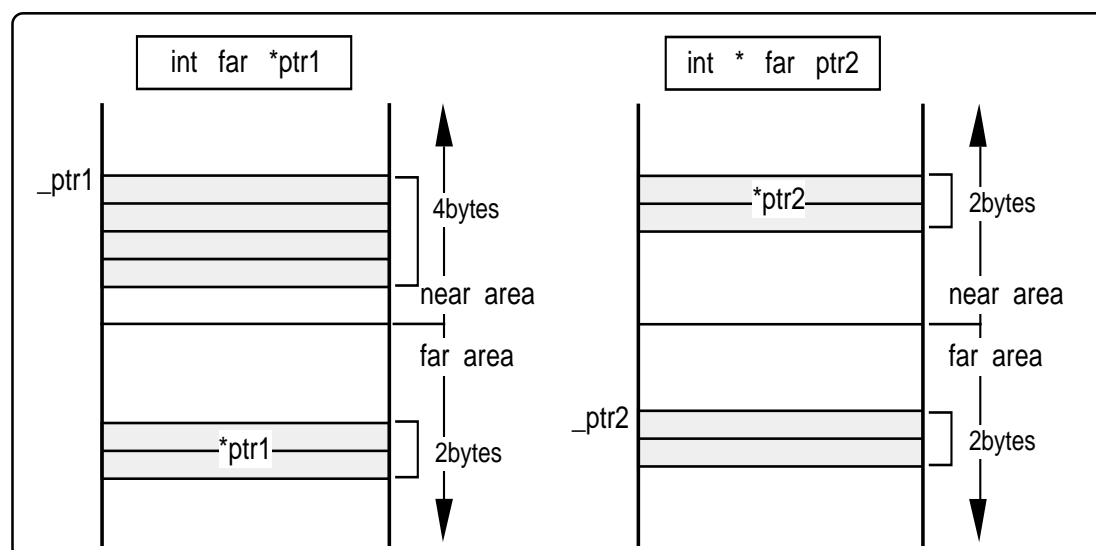 int far *ptr1
_ptr1
4bytes
near area
far area
*ptr1
2bytes
int * far ptr2
*ptr2
2bytes
near area
far area
_ptr2
2bytes